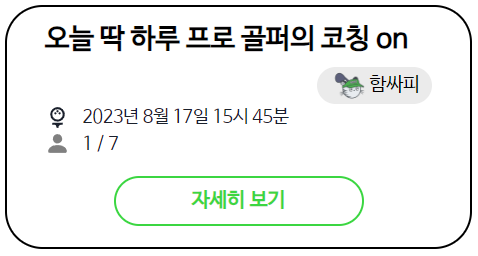 오늘 딱 하루 프로 골퍼의 코칭 on
함싸피
2023년 8월 17일 15시 45분
1 / 7
자세히 보기